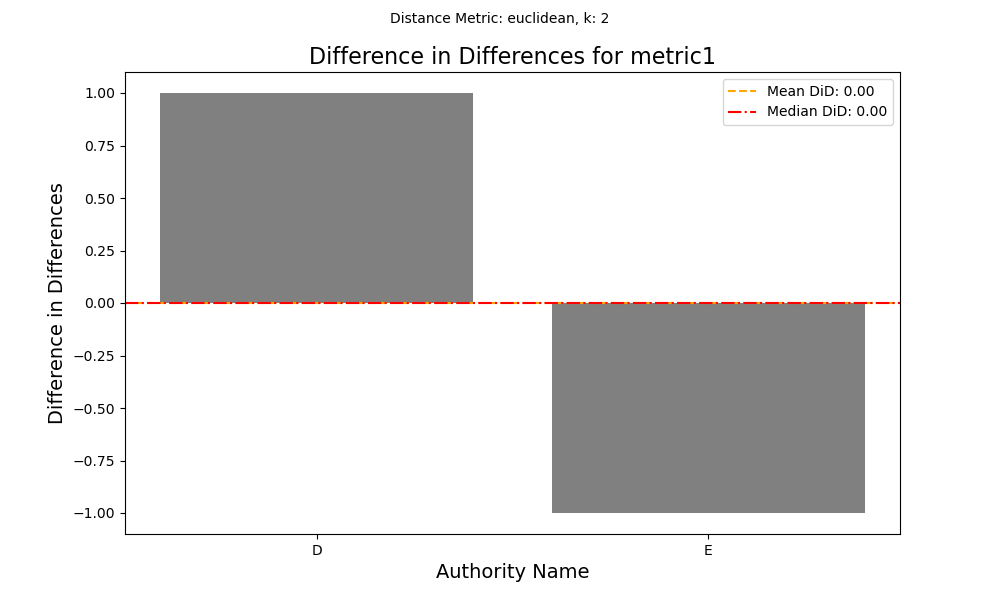 Distance Metric: euclidean, k: 2
Difference in Differences for metric1
Mean DiD: 0.00
Median DiD: 0.00
Difference in Differences
1.00
0.75
0.50
0.25
0.00
−0.25
−0.50
−0.75
−1.00
D
E
Authority Name